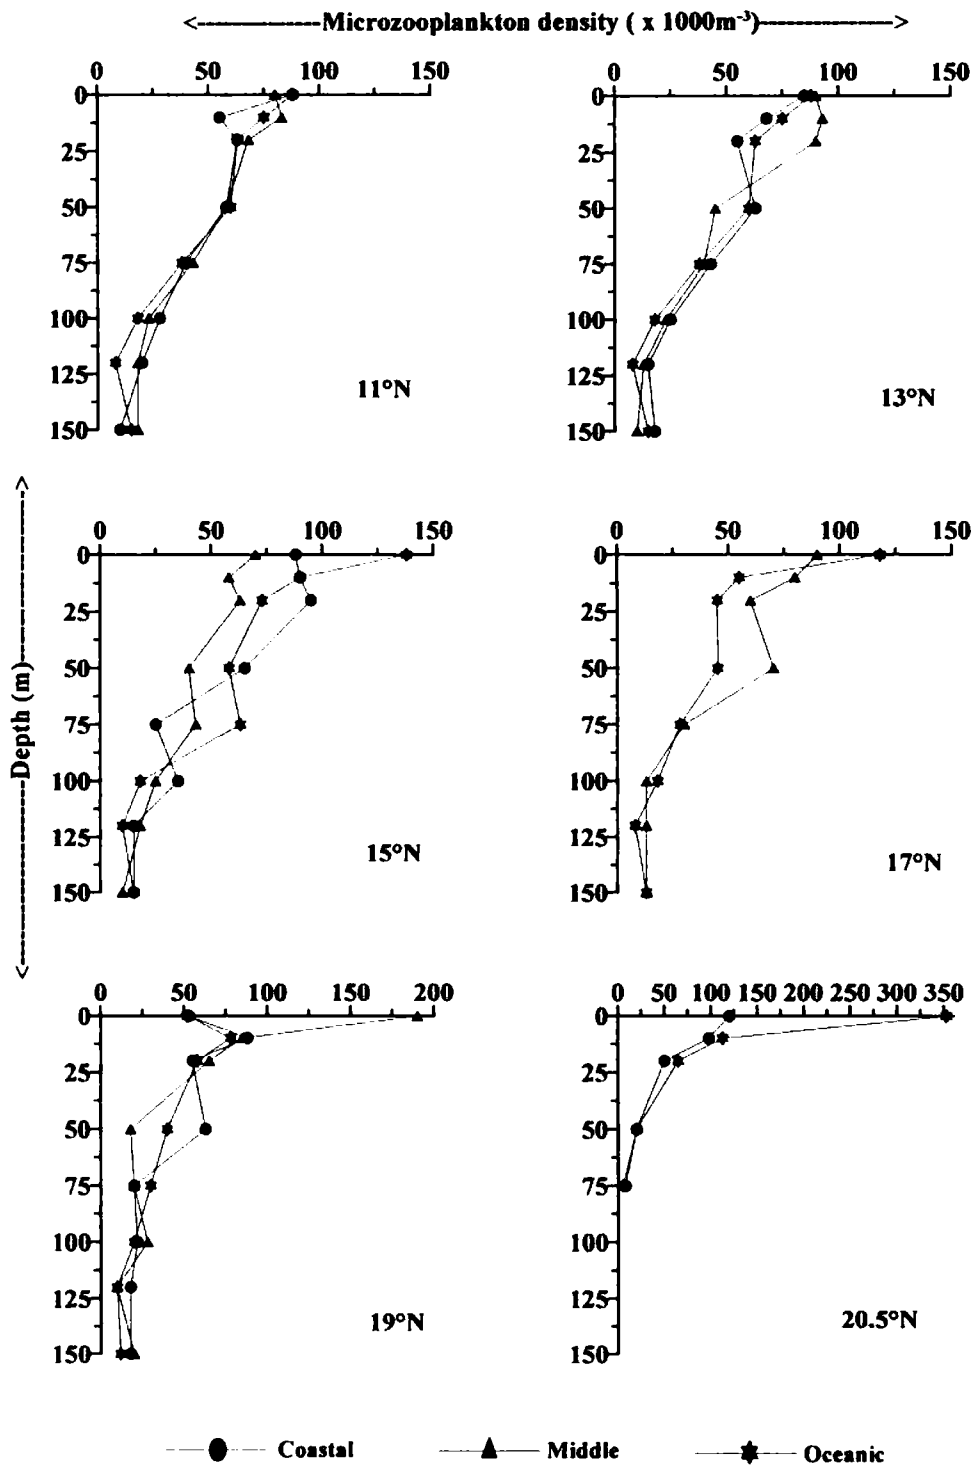 <------------------Microzooplankton density ( x 1000m-3)------------------>
0 50 100 150
0
25
50
75
100
125
150
11°N
0 50 100 150
0
25
50
75
100
125
150
13°N
<------------------Depth (m)------------------>
0 50 100 150
0
25
50
75
100
125
150
15°N
0 50 100 150
0
25
50
75
100
125
150
17°N
0 50 100 150 200
0
25
50
75
100
125
150
19°N
0 50 100 150 200 250 300 350
0
25
50
75
100
125
150
20.5°N
Coastal Middle Oceanic